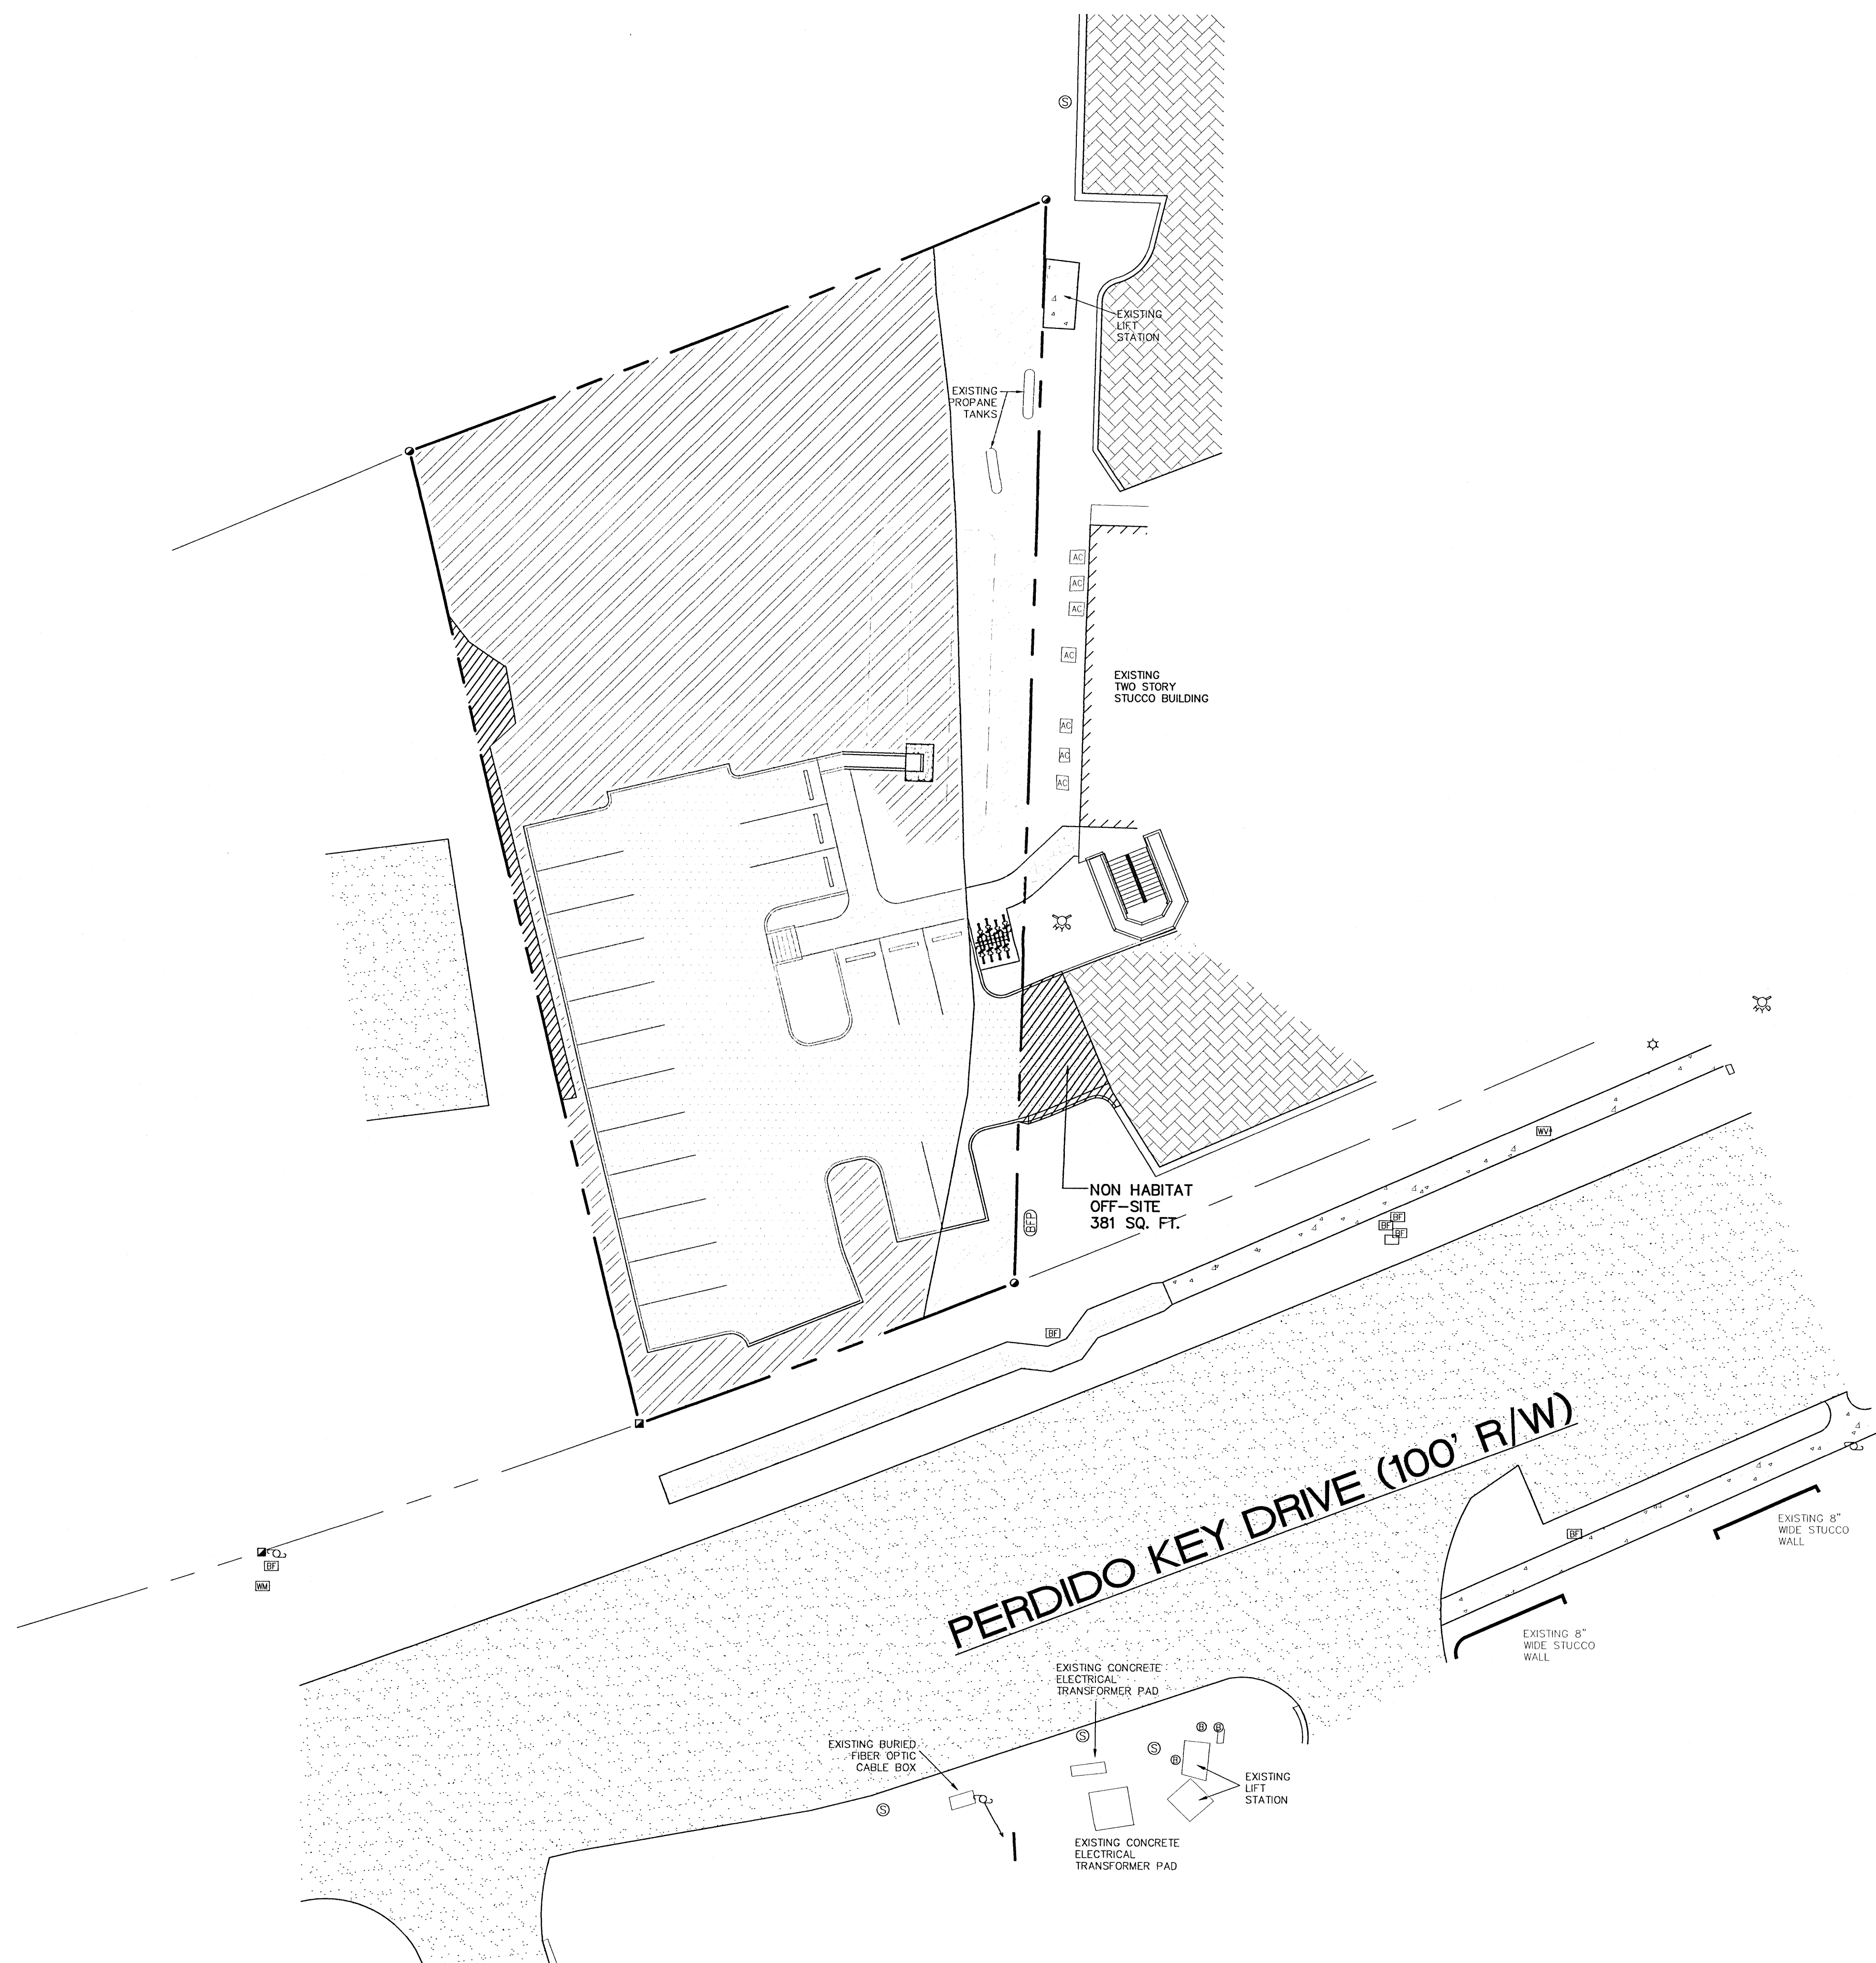 S
EXISTING
LIFT
STATION
EXISTING
PROPANE
TANKS
AC
AC
AC
AC
EXISTING
TWO STORY
STUCCO BUILDING
AC
AC
AC
WV
NON HABITAT
OFF-SITE
381 SQ. FT.
BFP
BF
BF
BF
BF
PERDIDO KEY DRIVE (100' R/W)
EXISTING 8"
WIDE STUCCO
WALL
BF
BF
WM
EXISTING 8"
WIDE STUCCO
WALL
EXISTING CONCRETE
ELECTRICAL
TRANSFORMER PAD
EXISTING BURIED
FIBER OPTIC
CABLE BOX
S
S
B
B
B
EXISTING
LIFT
STATION
S
EXISTING CONCRETE
ELECTRICAL
TRANSFORMER PAD